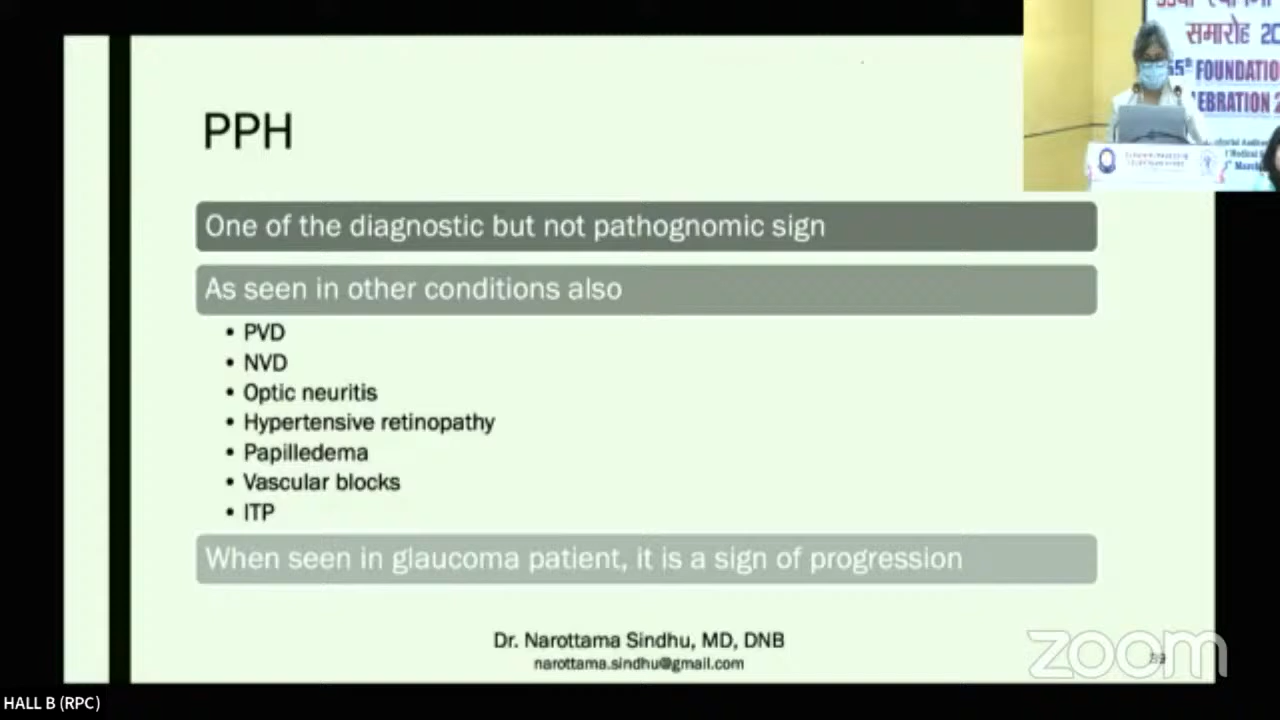 PPH
One of the diagnostic but not pathognomic sign
As seen in other conditions also
• PVD
• NVD
• Optic neuritis
• Hypertensive retinopathy
• Papilledema
• Vascular blocks
• ITP
When seen in glaucoma patient, it is a sign of progression
Dr. Narottama Sindhu, MD, DNB
narottama.sindhu@gmail.com
zoom
HALL B (RPC)
समारोह 20
FOUNDATIO
EBRATION 2